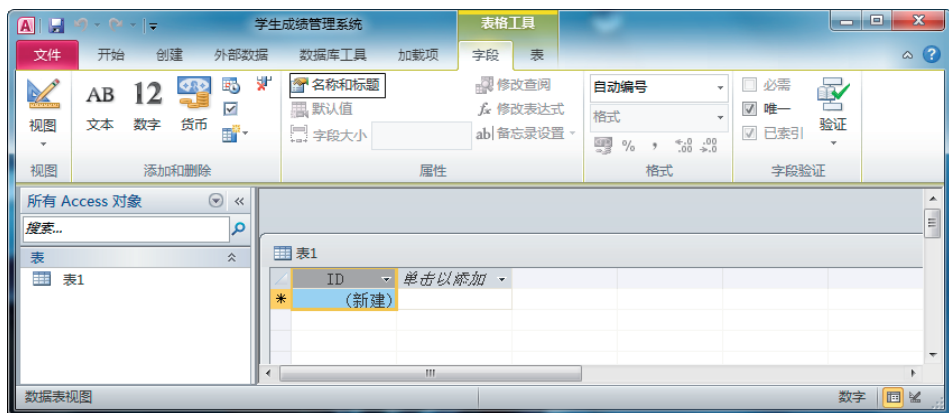 A 学生成绩管理系统 表格工具
文件 开始 创建 外部数据 数据库工具 加载项 字段 表
AB 12 名称和标题 修改查阅 自动编号 必需
视图 文本 数字 货币 默认值 fx 修改表达式 格式 唯一 验证
字段大小 ab| 备忘录设置 % , .0 .00 .00 .0 已索引
视图 添加和删除 属性 格式 字段验证
所有 Access 对象
搜索...
表 表1
表1 ID 单击以添加
* (新建)
数据表视图 数字